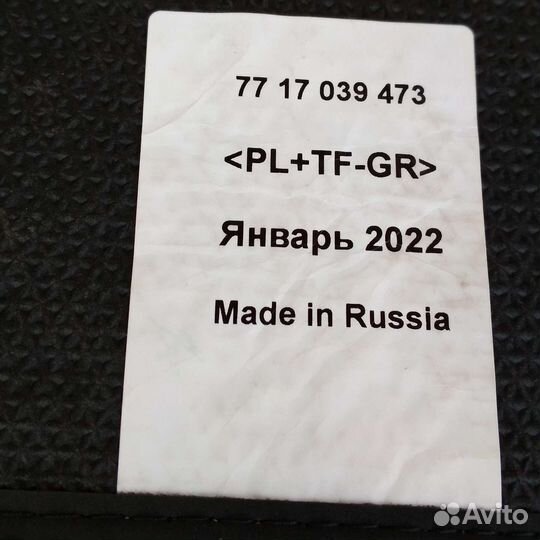 77 17 039 473
<PL+TF-GR>
Январь 2022
Made in Russia
Avito